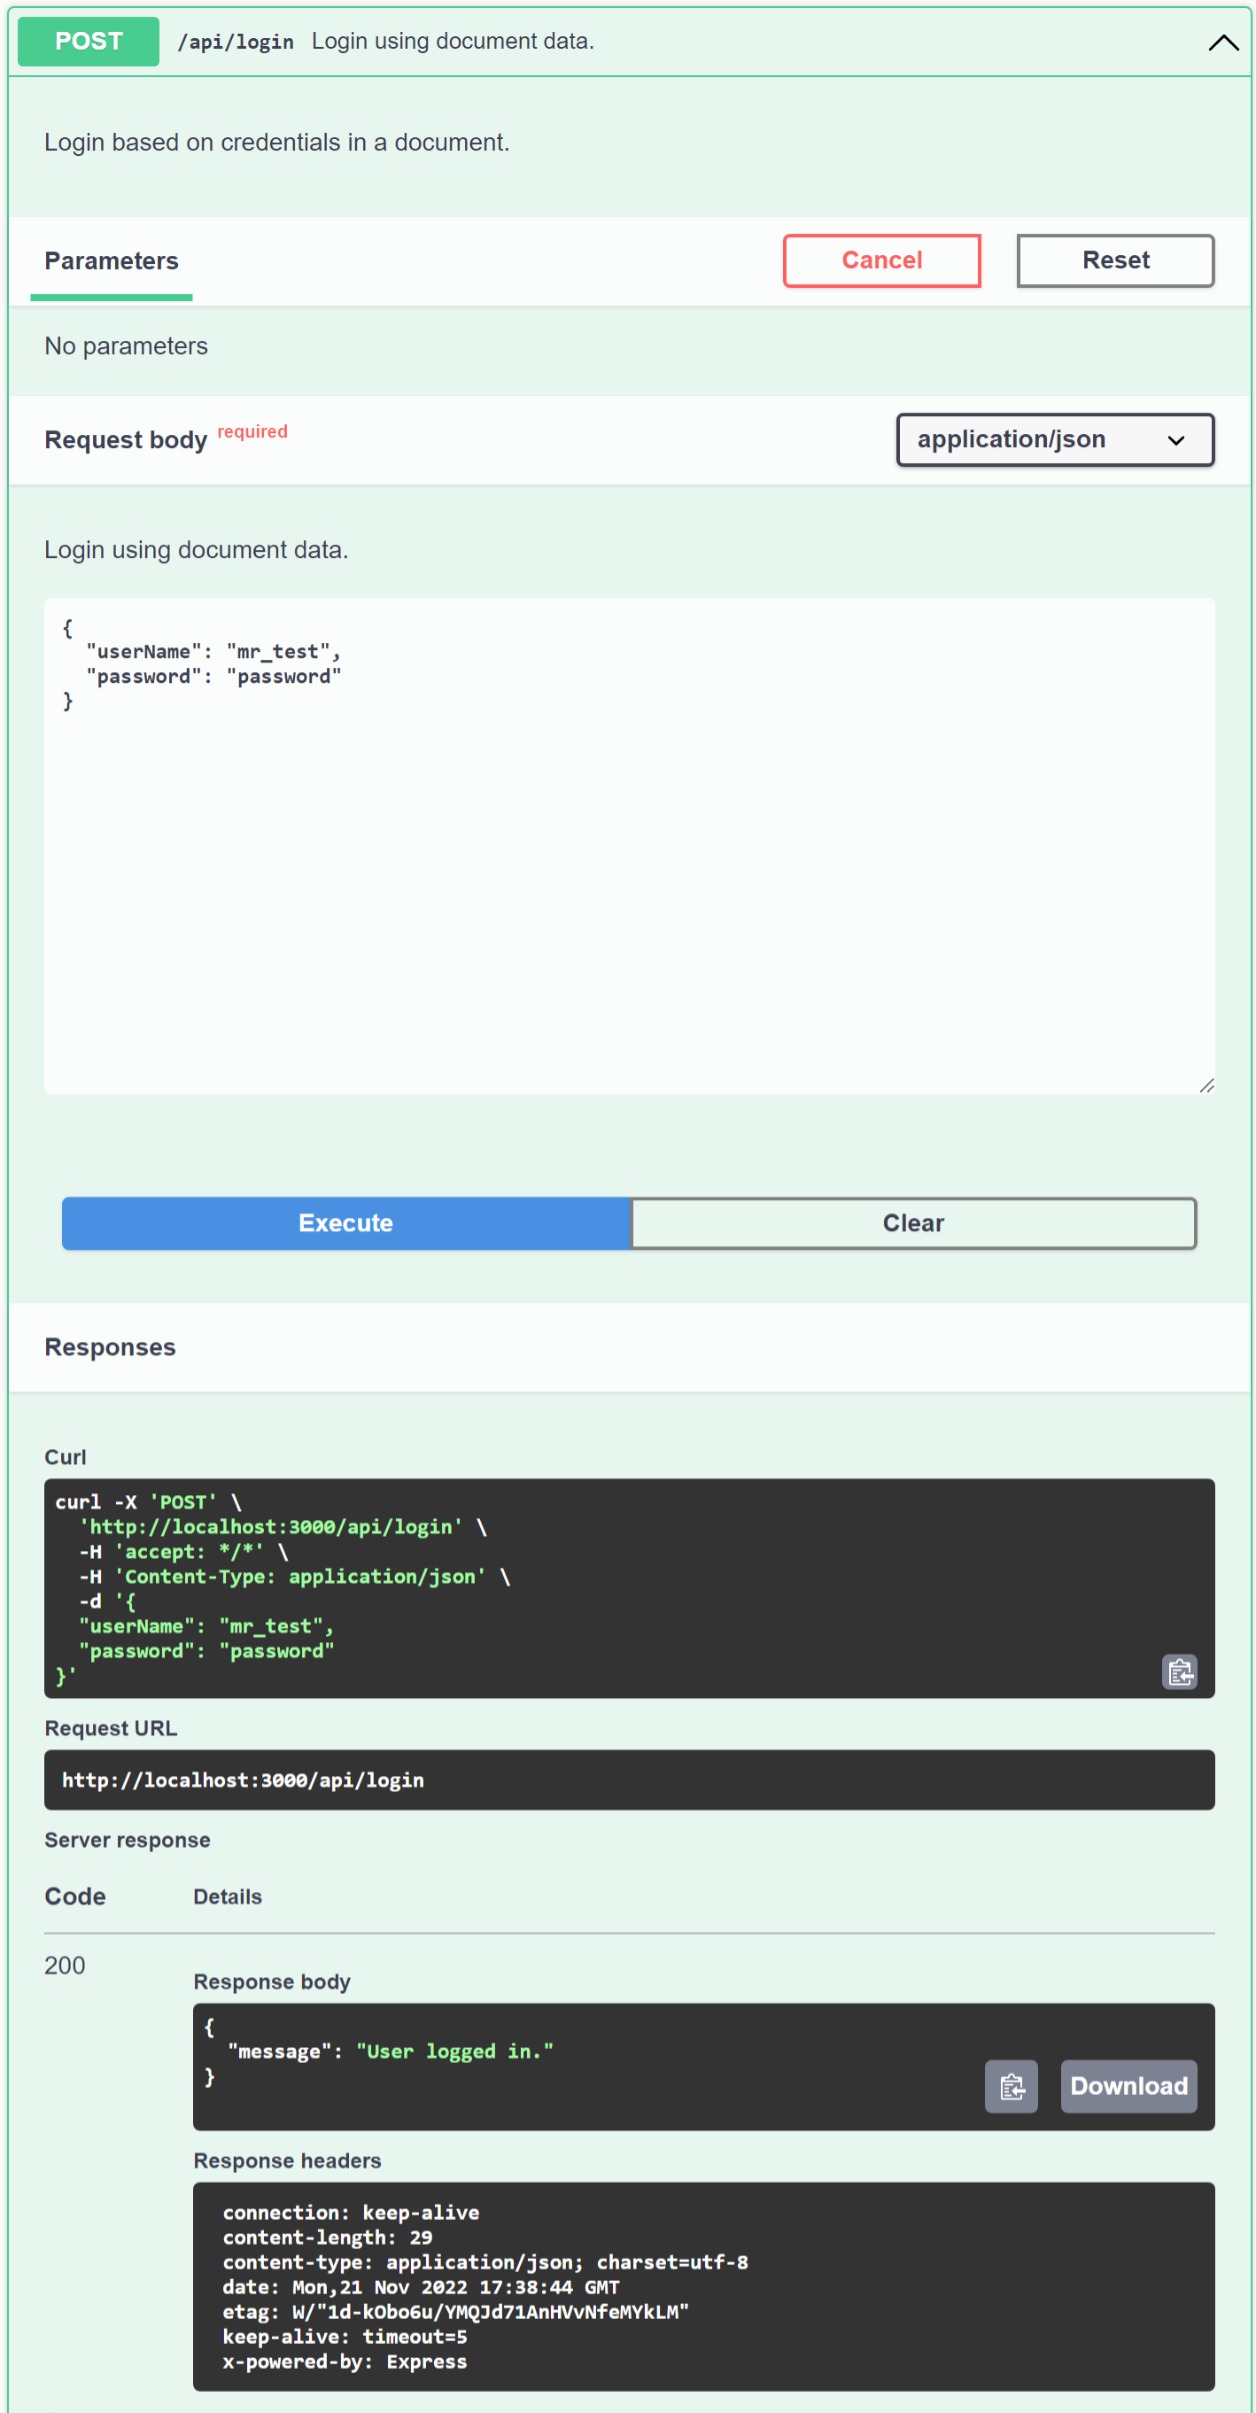 POST /api/login Login using document data.
Login based on credentials in a document.
Parameters Cancel Reset
No parameters
Request body required application/json
Login using document data.
{
"userName": "mr_test",
"password": "password"
}
Execute Clear
Responses
Curl
curl -X 'POST' \
'http://localhost:3000/api/login' \
-H 'accept: */*' \
-H 'Content-Type: application/json' \
-d '{
"userName": "mr_test",
"password": "password"
}'
Request URL
http://localhost:3000/api/login
Server response
Code Details
200
Response body
{
"message": "User logged in."
}
Download
Response headers
connection: keep-alive
content-length: 29
content-type: application/json; charset=utf-8
date: Mon,21 Nov 2022 17:38:44 GMT
etag: W/"1d-kObo6u/YMQJd71AnHVvNfeMYkLM"
keep-alive: timeout=5
x-powered-by: Express